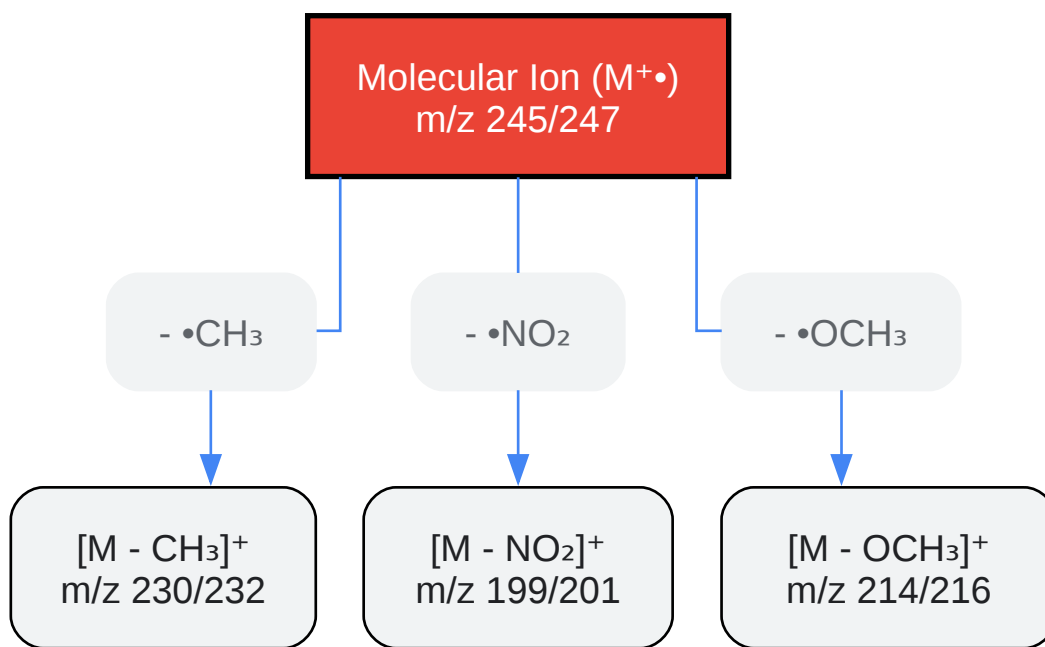 Molecular Ion (M⁺•)
m/z 245/247
- •CH₃
- •NO₂
- •OCH₃
[M - CH₃]⁺
m/z 230/232
[M - NO₂]⁺
m/z 199/201
[M - OCH₃]⁺
m/z 214/216